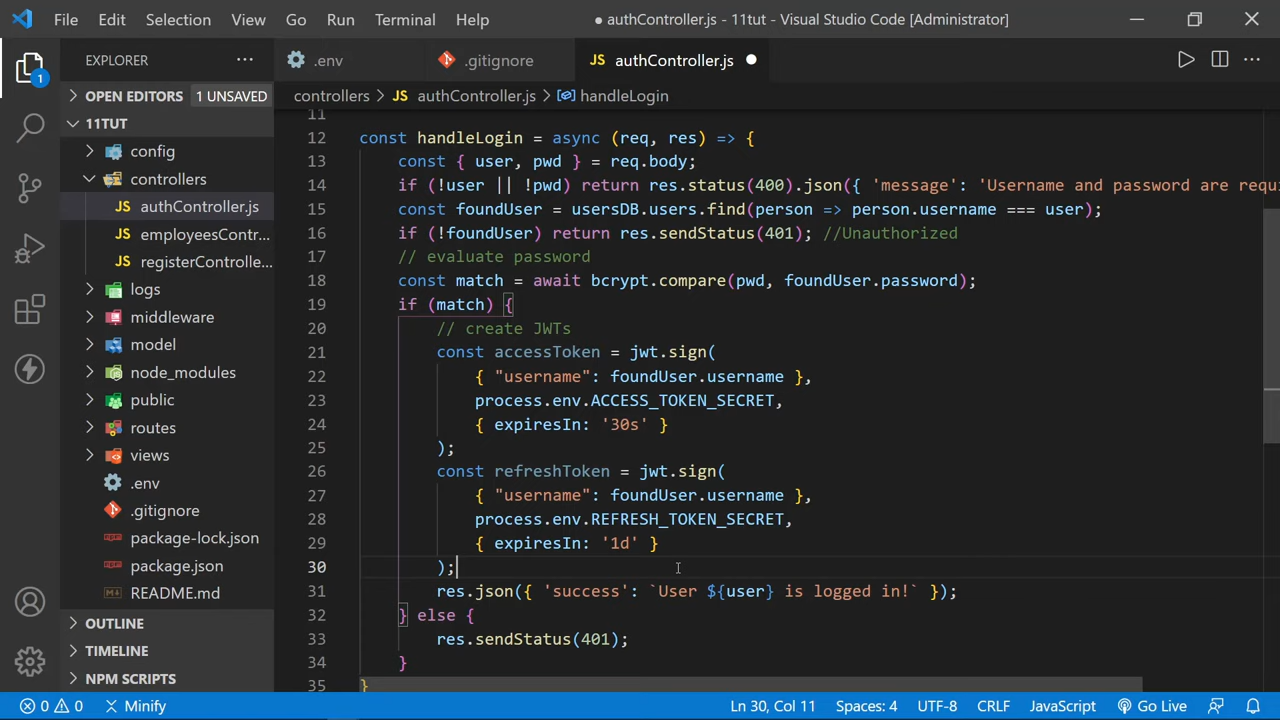 File Edit Selection View Go Run Terminal Help
● authController.js - 11tut - Visual Studio Code [Administrator]
EXPLORER
.env
.gitignore
JS authController.js
OPEN EDITORS 1 UNSAVED
controllers > JS authController.js > handleLogin
1
11TUT
config
controllers
JS authController.js
JS employeesContr...
JS registerControlle...
logs
middleware
model
node_modules
public
routes
views
.env
.gitignore
package-lock.json
package.json
README.md
OUTLINE
TIMELINE
NPM SCRIPTS
11
12 const handleLogin = async (req, res) => {
13 const { user, pwd } = req.body;
14 if (!user || !pwd) return res.status(400).json({ 'message': 'Username and password are requi
15 const foundUser = usersDB.users.find(person => person.username === user);
16 if (!foundUser) return res.sendStatus(401); //Unauthorized
17 // evaluate password
18 const match = await bcrypt.compare(pwd, foundUser.password);
19 if (match) {
20 // create JWTs
21 const accessToken = jwt.sign(
22 { "username": foundUser.username },
23 process.env.ACCESS_TOKEN_SECRET,
24 { expiresIn: '30s' }
25 );
26 const refreshToken = jwt.sign(
27 { "username": foundUser.username },
28 process.env.REFRESH_TOKEN_SECRET,
29 { expiresIn: '1d' }
30 );
31 res.json({ 'success': `User ${user} is logged in!` });
32 } else {
33 res.sendStatus(401);
34 }
35 }
0 0 Minify
Ln 30, Col 11 Spaces: 4 UTF-8 CRLF JavaScript Go Live